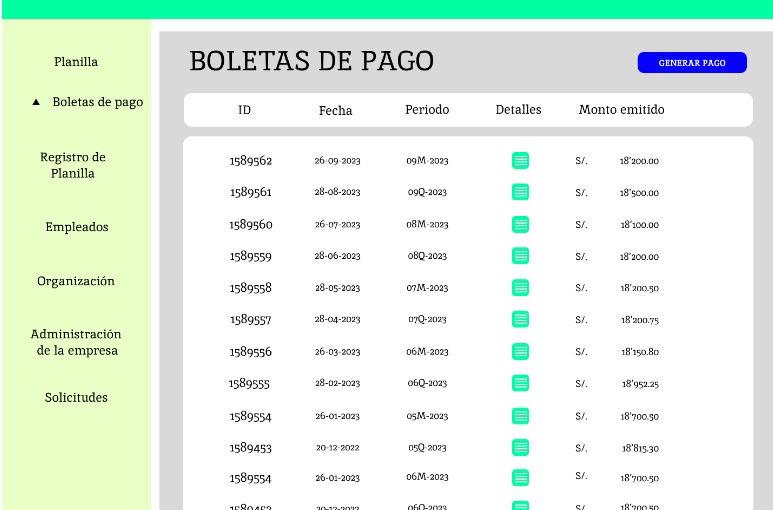 Planilla
▲ Boletas de pago
Registro de
Planilla
Empleados
Organización
Administración
de la empresa
Solicitudes
BOLETAS DE PAGO
GENERAR PAGO
ID Fecha Periodo Detalles Monto emitido
1589562 26-09-2023 09M-2023 S/. 18'200.00
1589561 28-08-2023 09Q-2023 S/. 18'500.00
1589560 26-07-2023 08M-2023 S/. 18'100.00
1589559 28-06-2023 08Q-2023 S/. 18'200.00
1589558 28-05-2023 07M-2023 S/. 18'200.50
1589557 28-04-2023 07Q-2023 S/. 18'200.75
1589556 26-03-2023 06M-2023 S/. 18'150.80
1589555 28-02-2023 06Q-2023 S/. 18'952.25
1589554 26-01-2023 05M-2023 S/. 18'700.50
1589453 20-12-2022 05Q-2023 S/. 18'815.30
1589554 26-01-2023 06M-2023 S/. 18'700.50
06Q-2023 S/. 18'700.50